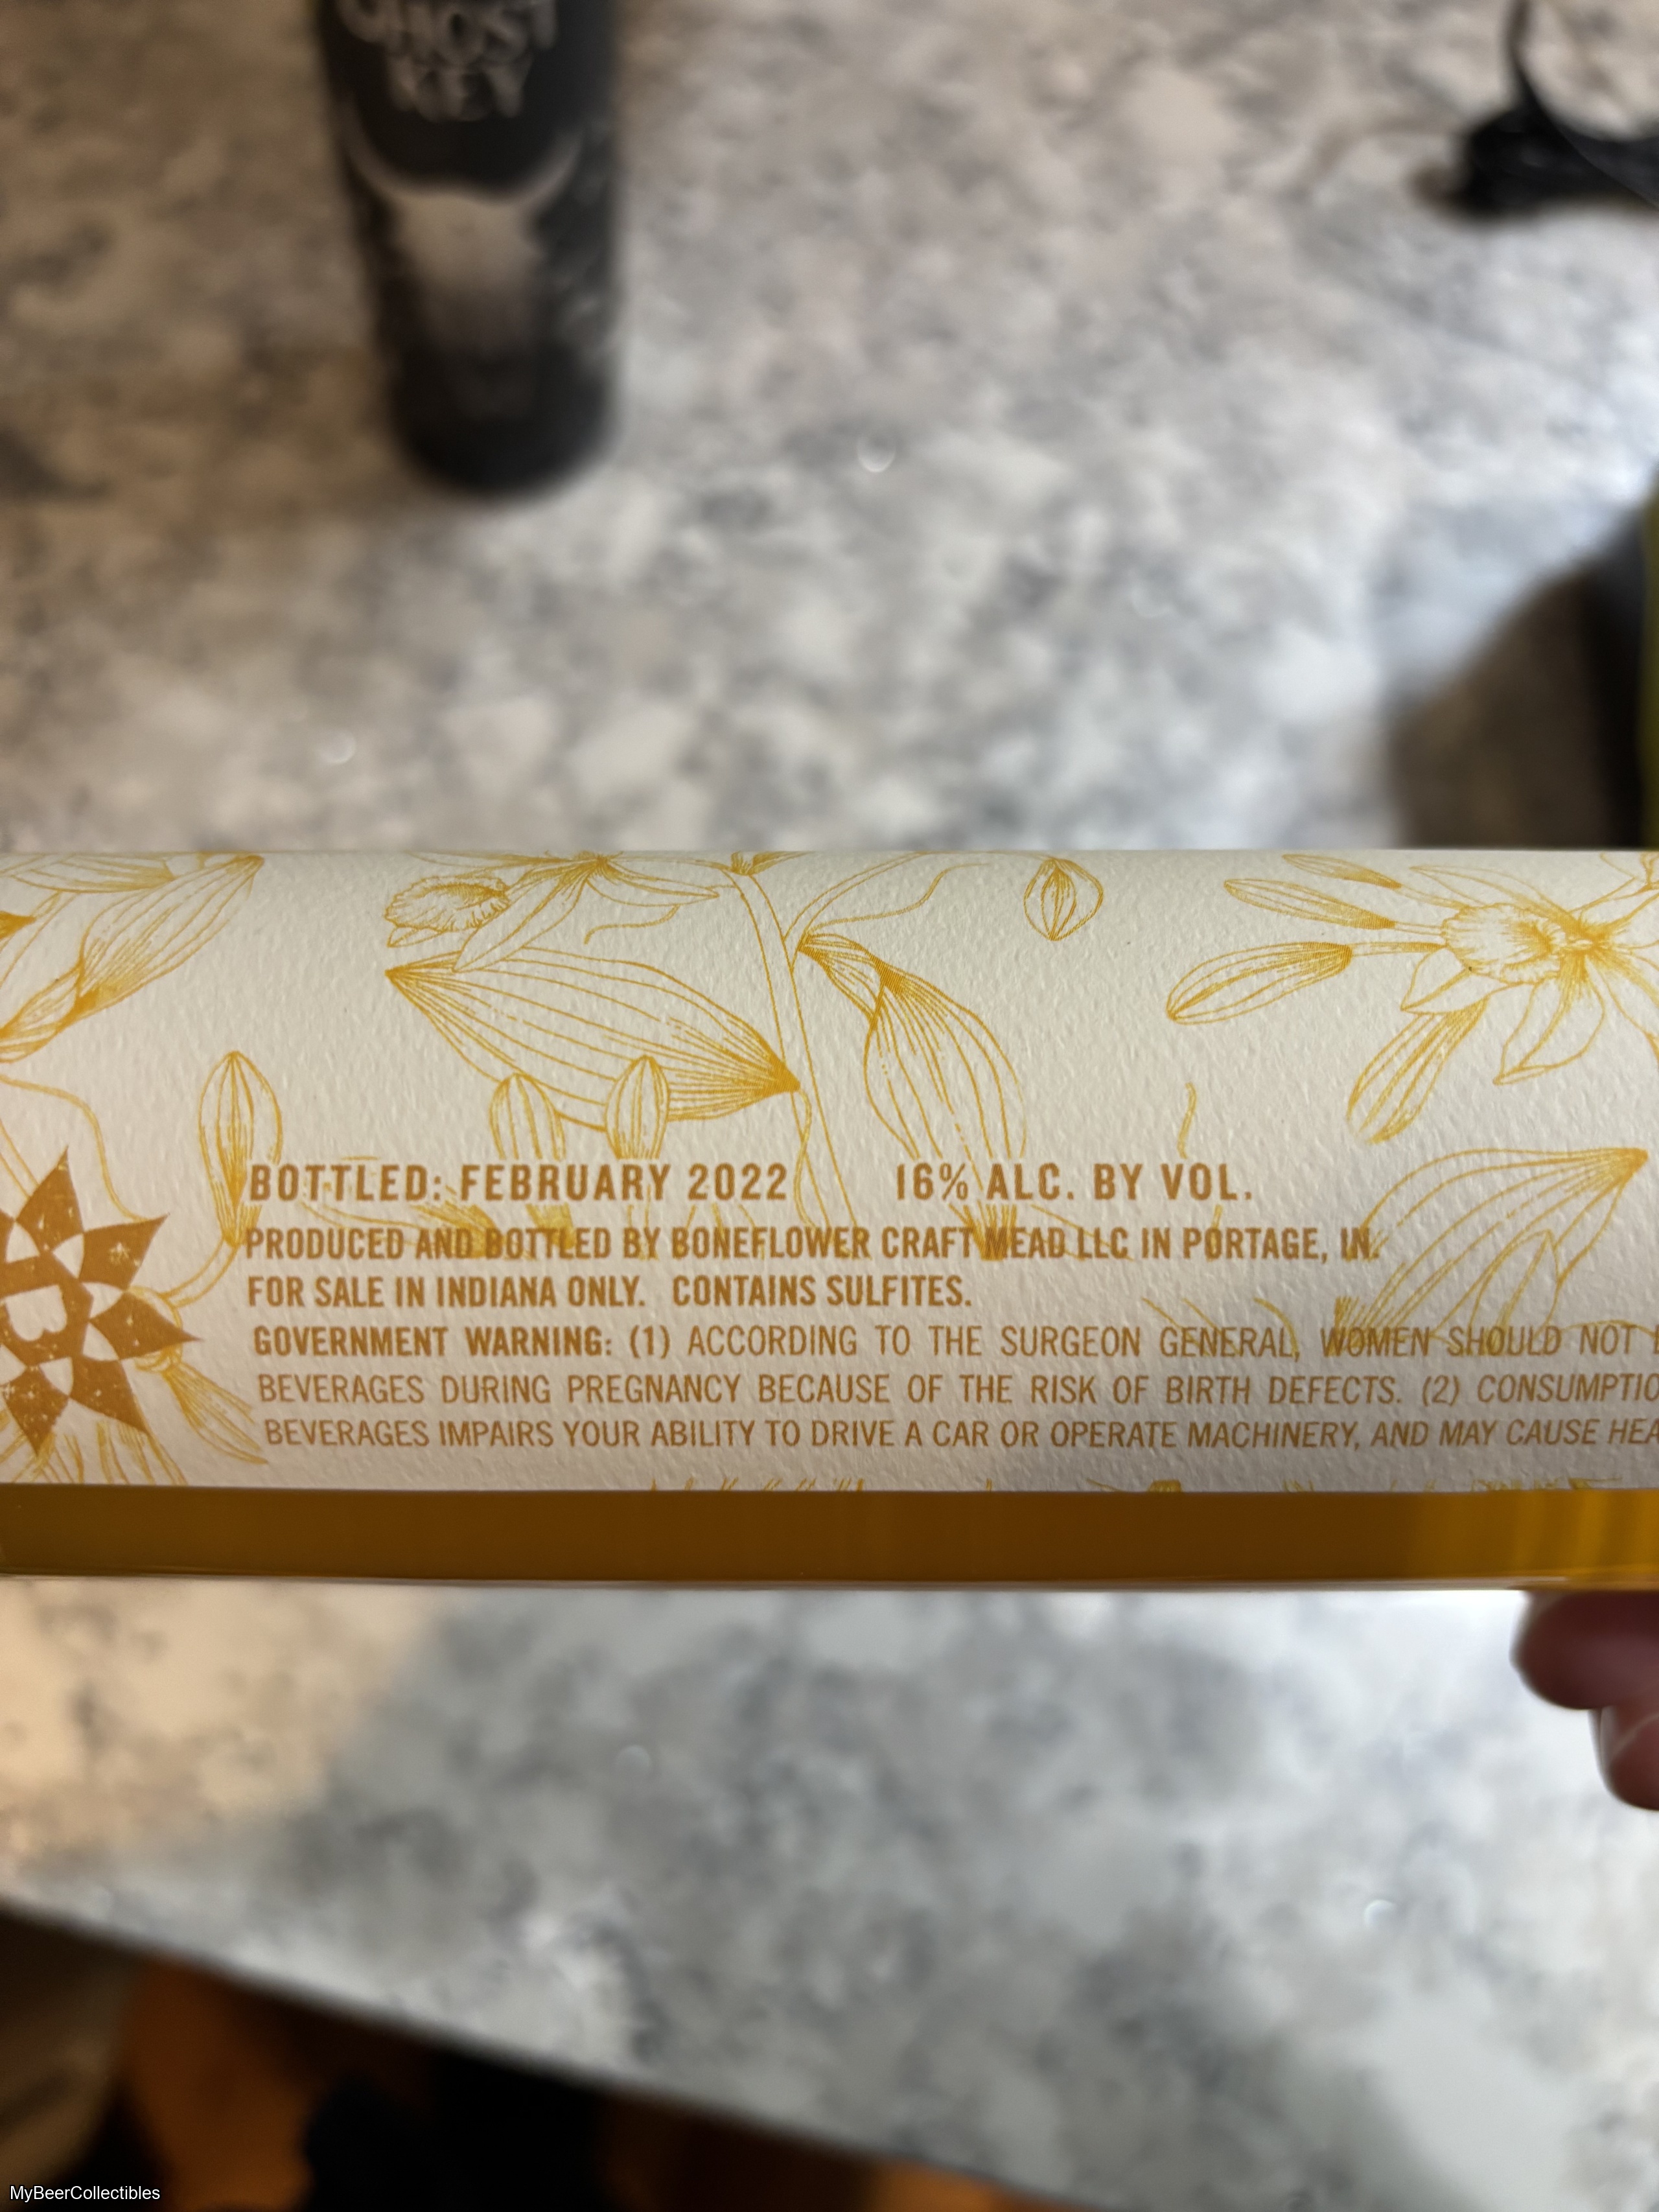 GHOST
KEY
BOTTLED: FEBRUARY 2022 16% ALC. BY VOL.
PRODUCED AND BOTTLED BY BONEFLOWER CRAFT MEAD LLC IN PORTAGE, IN.
FOR SALE IN INDIANA ONLY. CONTAINS SULFITES.
GOVERNMENT WARNING: (1) ACCORDING TO THE SURGEON GENERAL, WOMEN SHOULD NOT
BEVERAGES DURING PREGNANCY BECAUSE OF THE RISK OF BIRTH DEFECTS. (2) CONSUMPTIO
BEVERAGES IMPAIRS YOUR ABILITY TO DRIVE A CAR OR OPERATE MACHINERY, AND MAY CAUSE HEA
MyBeerCollectibles